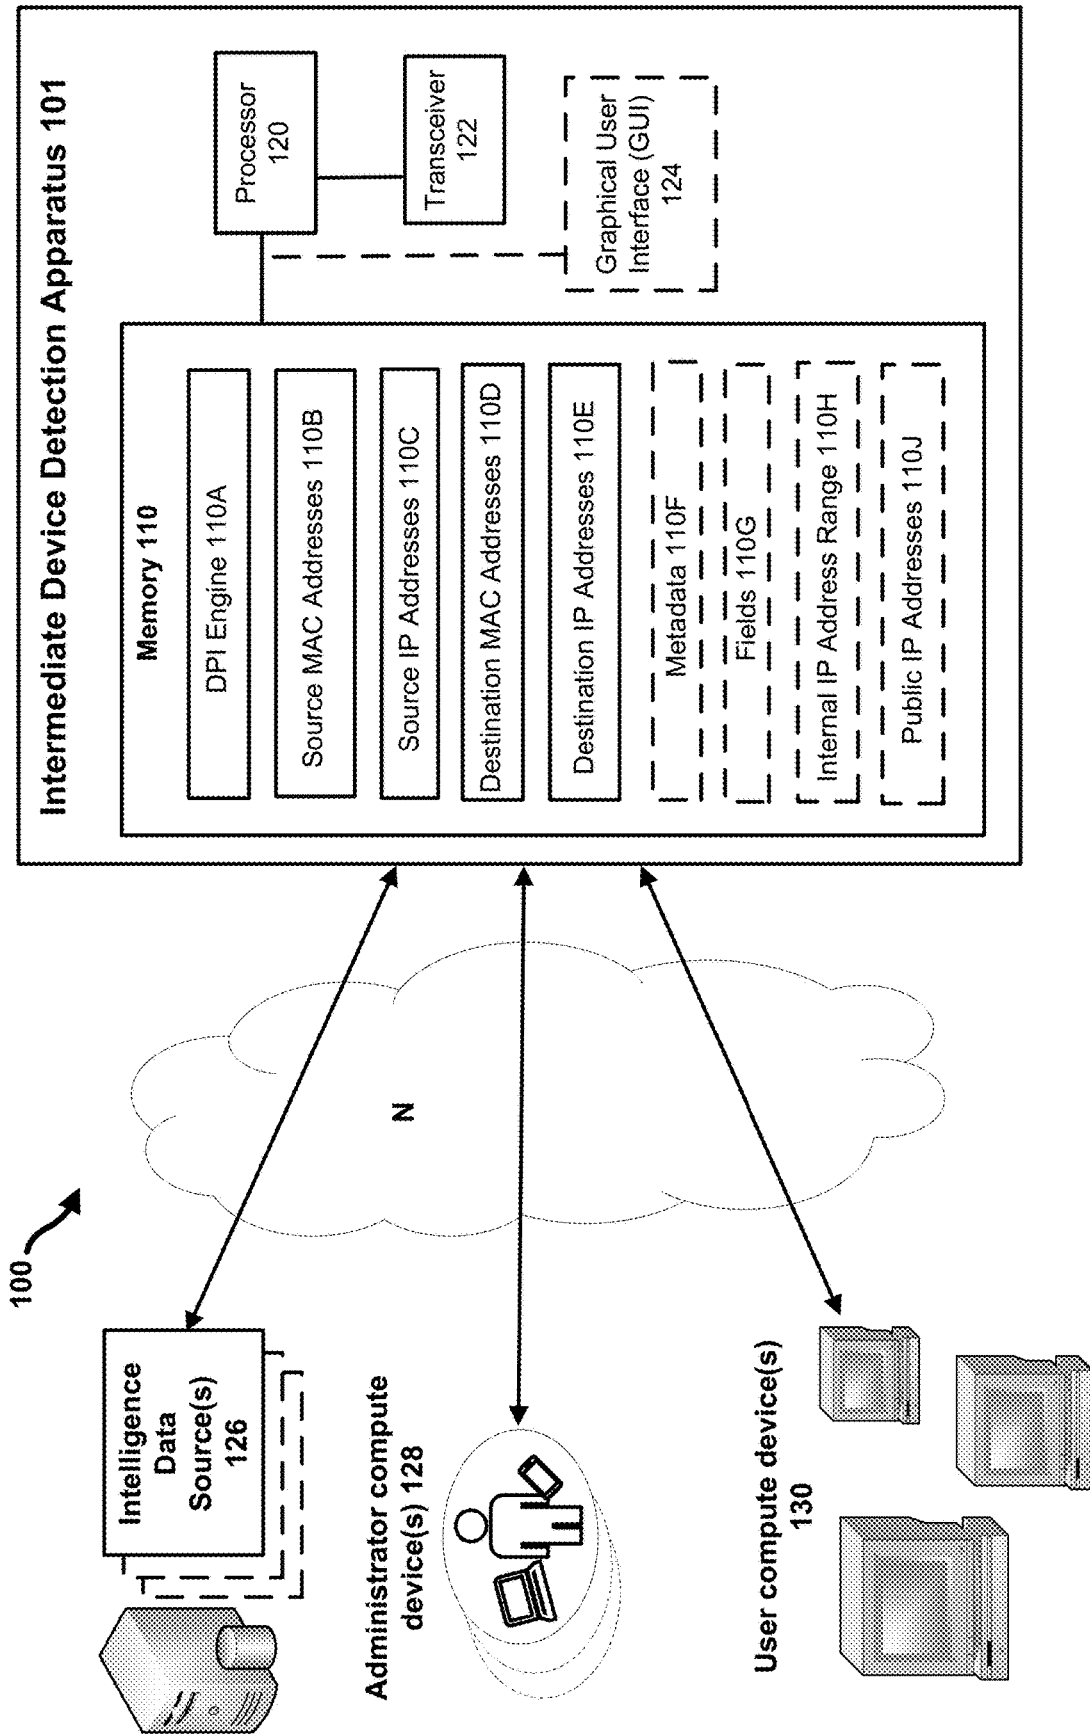 100
Intelligence
Data
Source(s)
126
Administrator compute
device(s) 128
User compute device(s)
130
N
Intermediate Device Detection Apparatus 101
Memory 110
DPI Engine 110A
Source MAC Addresses 110B
Source IP Addresses 110C
Destination MAC Addresses 110D
Destination IP Addresses 110E
Metadata 110F
Fields 110G
Internal IP Address Range 110H
Public IP Addresses 110J
Processor
120
Transceiver
122
Graphical User
Interface (GUI)
124